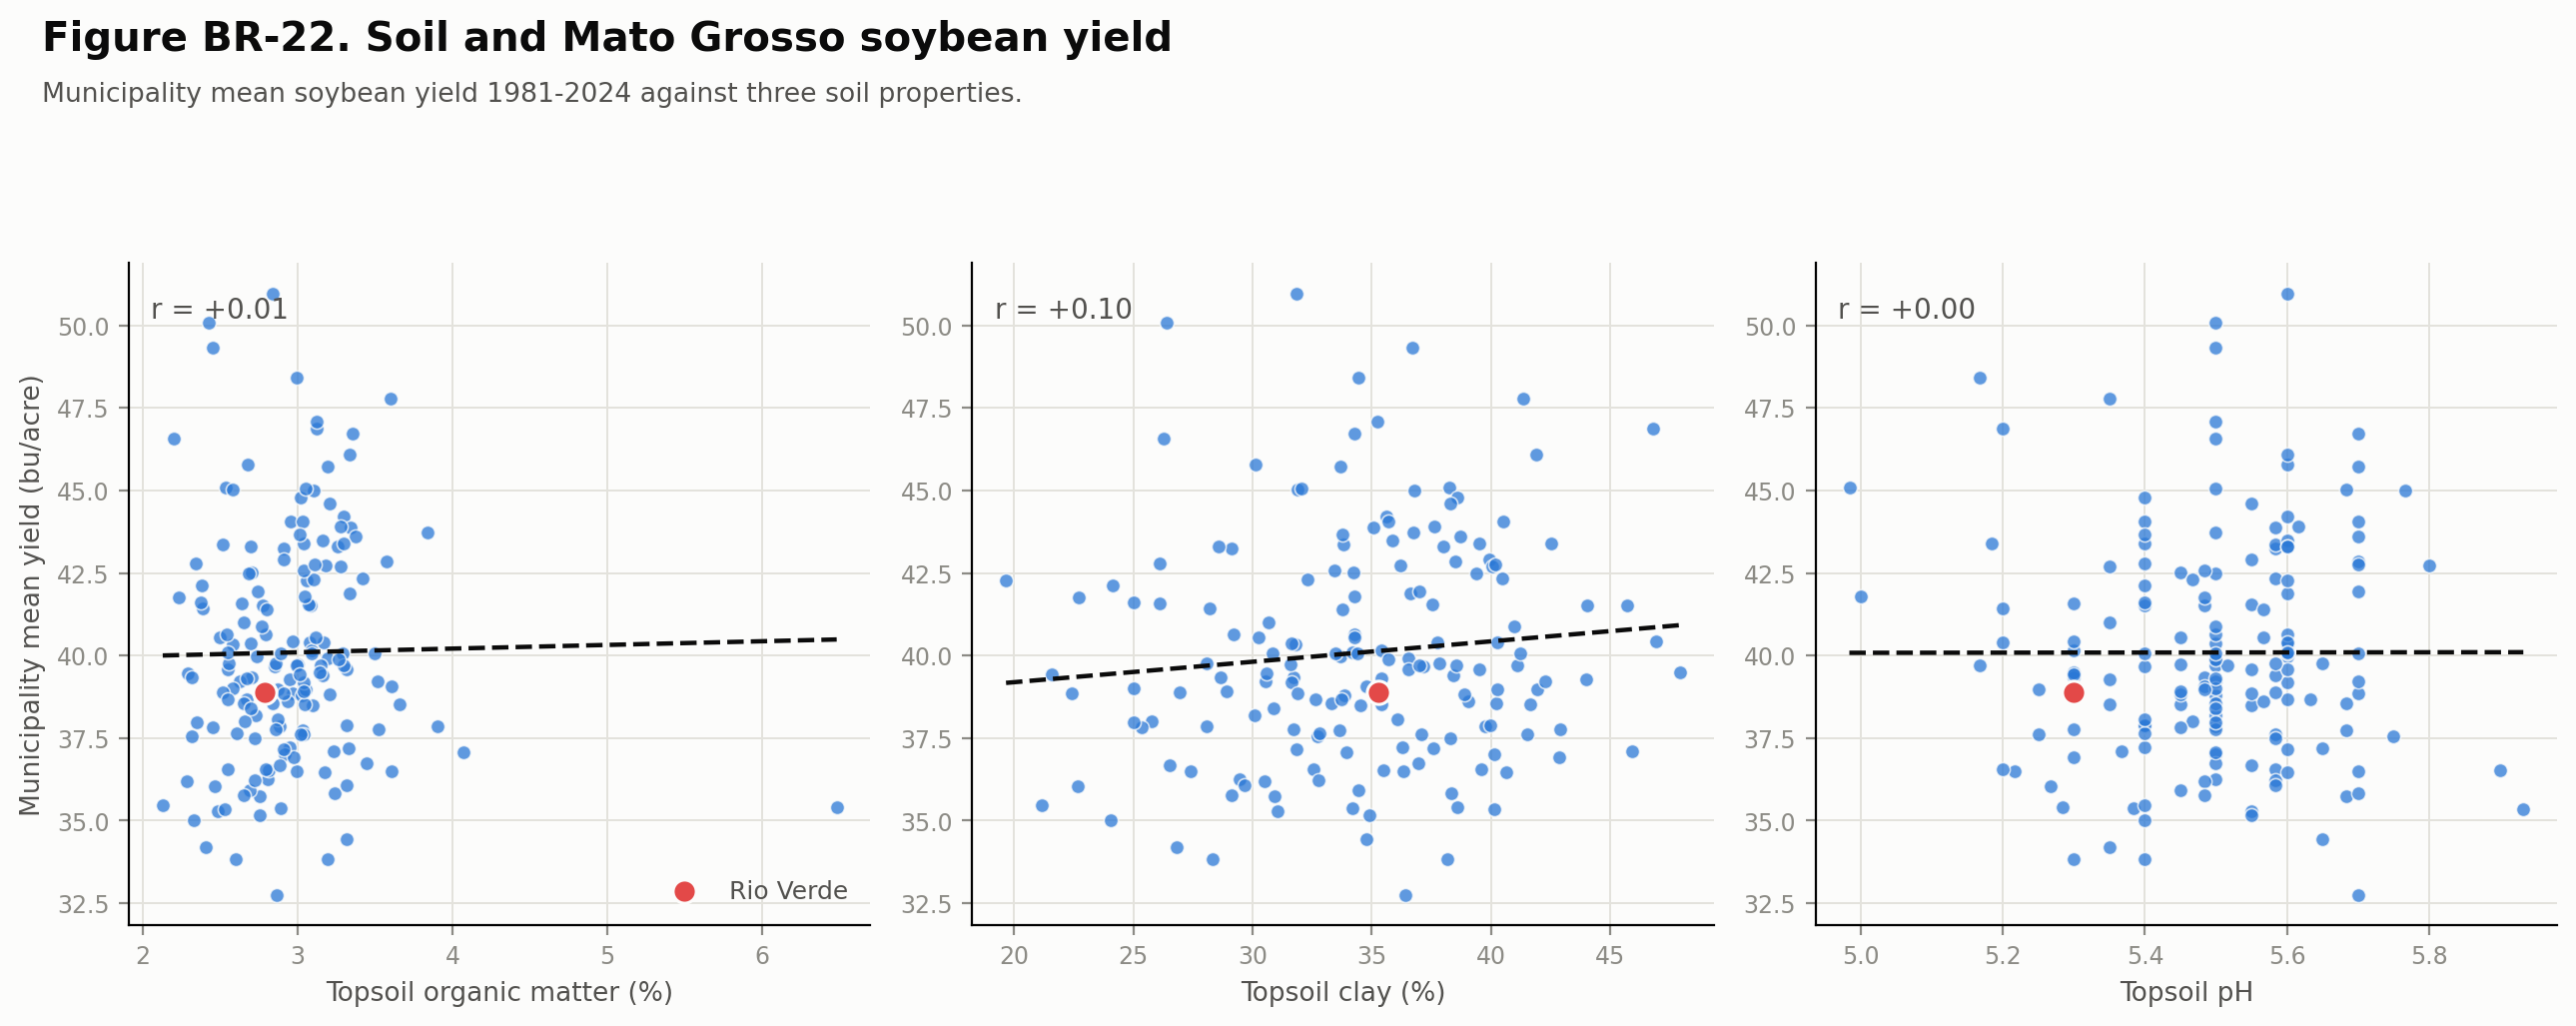 Figure BR-22. Soil and Mato Grosso soybean yield
Municipality mean soybean yield 1981-2024 against three soil properties.
Municipality mean yield (bu/acre)
r = +0.01
50.0
47.5
45.0
42.5
40.0
37.5
35.0
32.5
Rio Verde
2 3 4 5 6
Topsoil organic matter (%)
r = +0.10
50.0
47.5
45.0
42.5
40.0
37.5
35.0
32.5
20 25 30 35 40 45
Topsoil clay (%)
r = +0.00
50.0
47.5
45.0
42.5
40.0
37.5
35.0
32.5
5.0 5.2 5.4 5.6 5.8
Topsoil pH